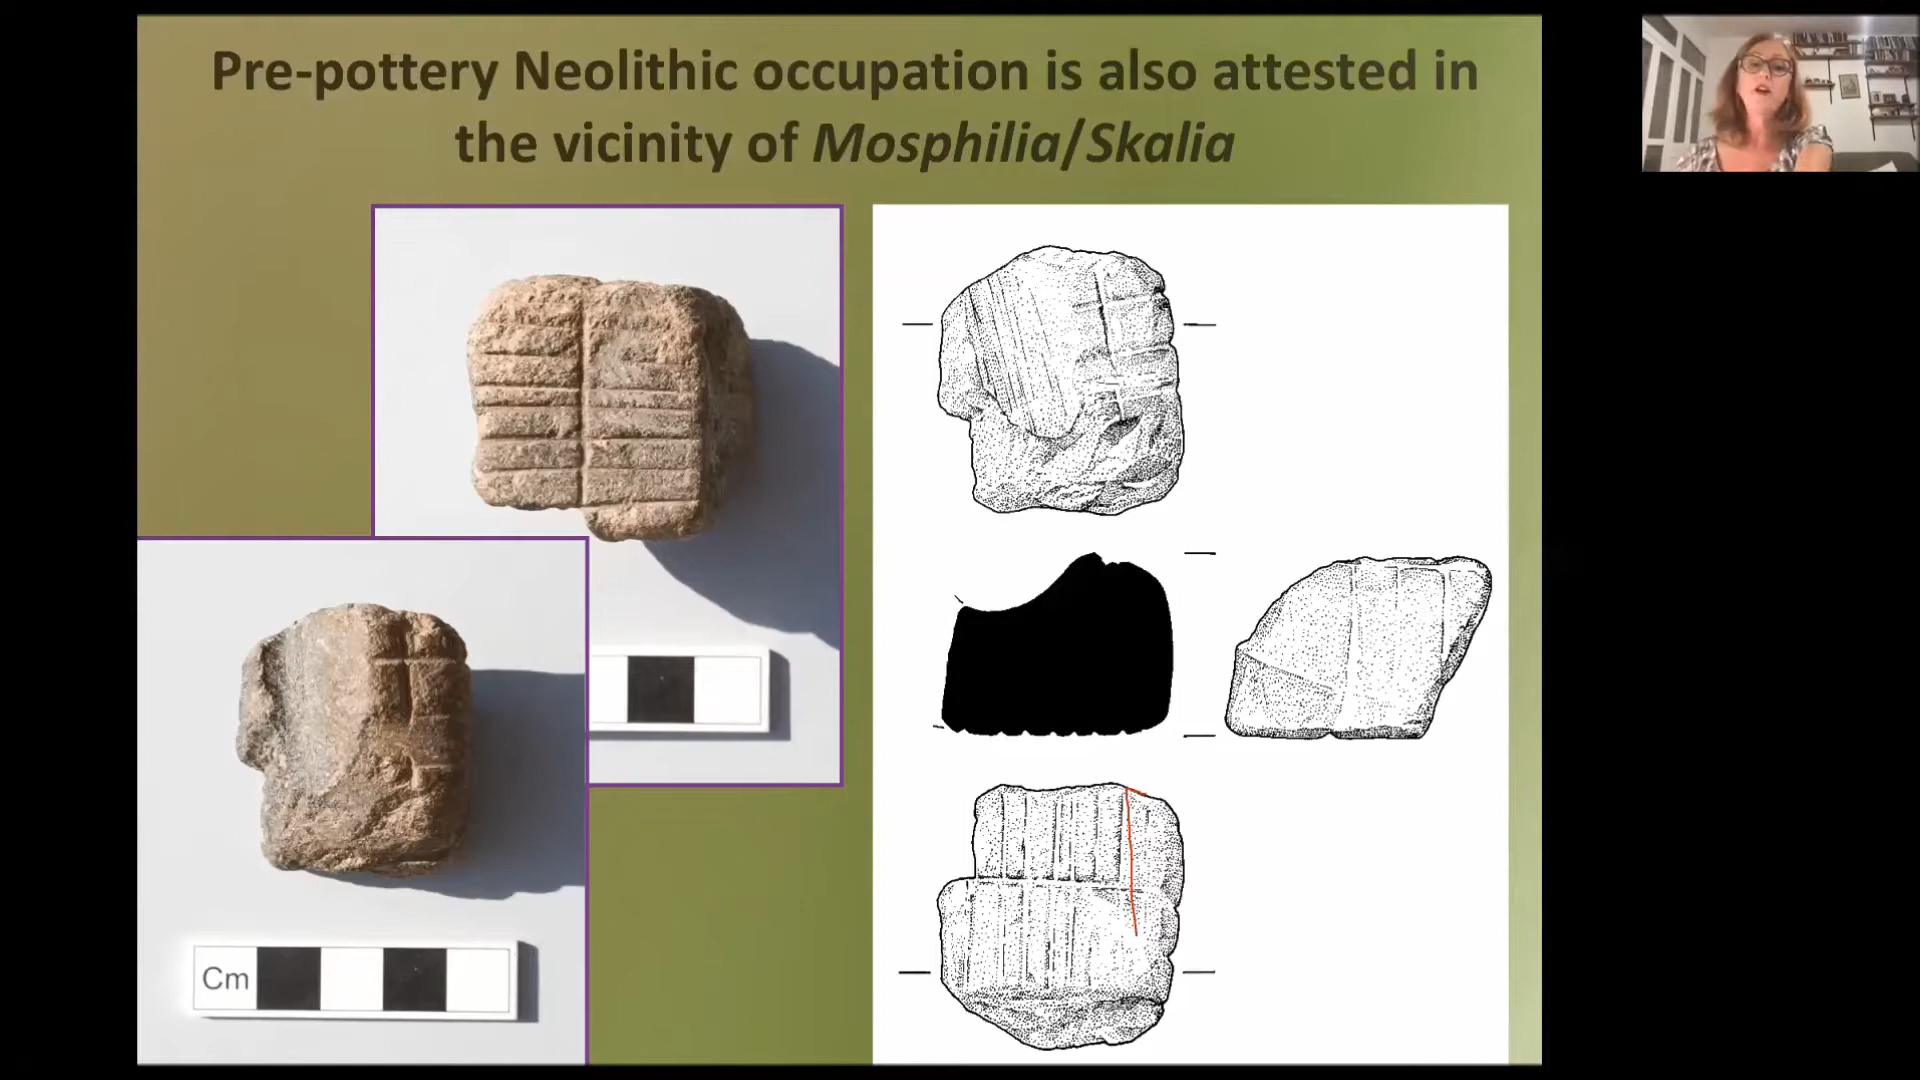 Pre-pottery Neolithic occupation is also attested in
the vicinity of Mosphilia/Skalia
Cm